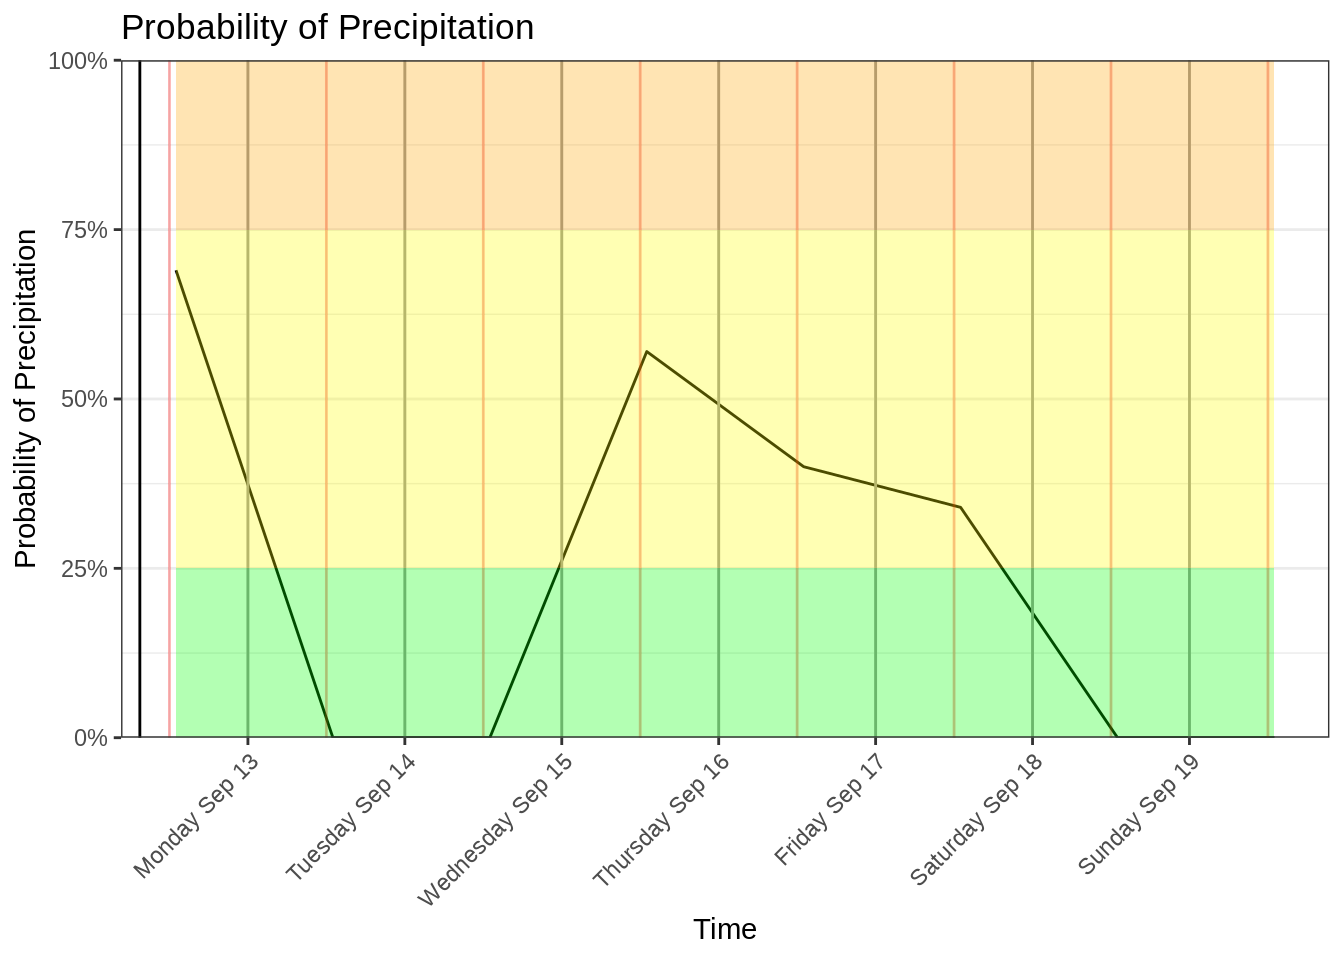 Probability of Precipitation
100%
75%
50%
25%
0%
Probability of Precipitation
Monday Sep 13
Tuesday Sep 14
Wednesday Sep 15
Thursday Sep 16
Friday Sep 17
Saturday Sep 18
Sunday Sep 19
Time